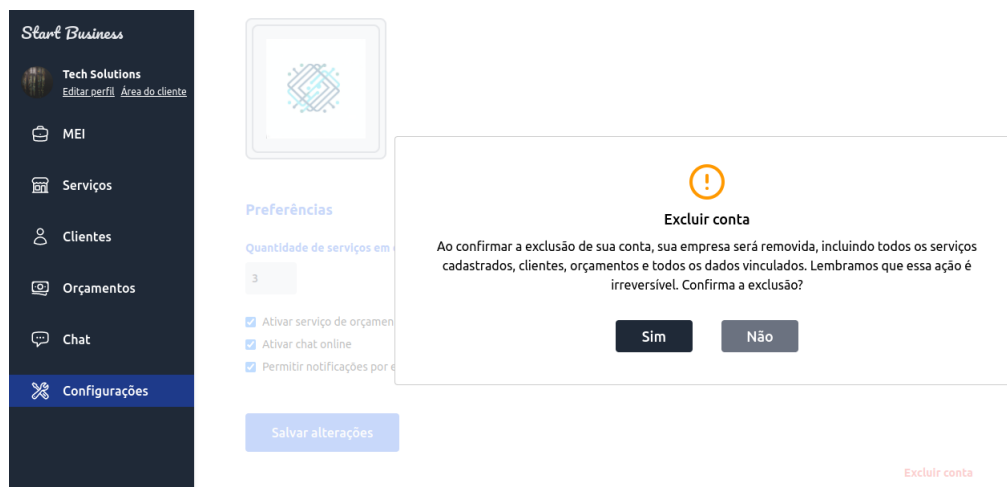 Start Business
Tech Solutions
Editar perfil Área do cliente
MEI
Serviços
Clientes
Orçamentos
Chat
Configurações
Preferências
Quantidade de serviços em
3
Ativar serviço de orçamen
Ativar chat online
Permitir notificações por e
Salvar alterações
Excluir conta
Ao confirmar a exclusão de sua conta, sua empresa será removida, incluindo todos os serviços
cadastrados, clientes, orçamentos e todos os dados vinculados. Lembramos que essa ação é
irreversível. Confirma a exclusão?
Sim Não
Excluir conta